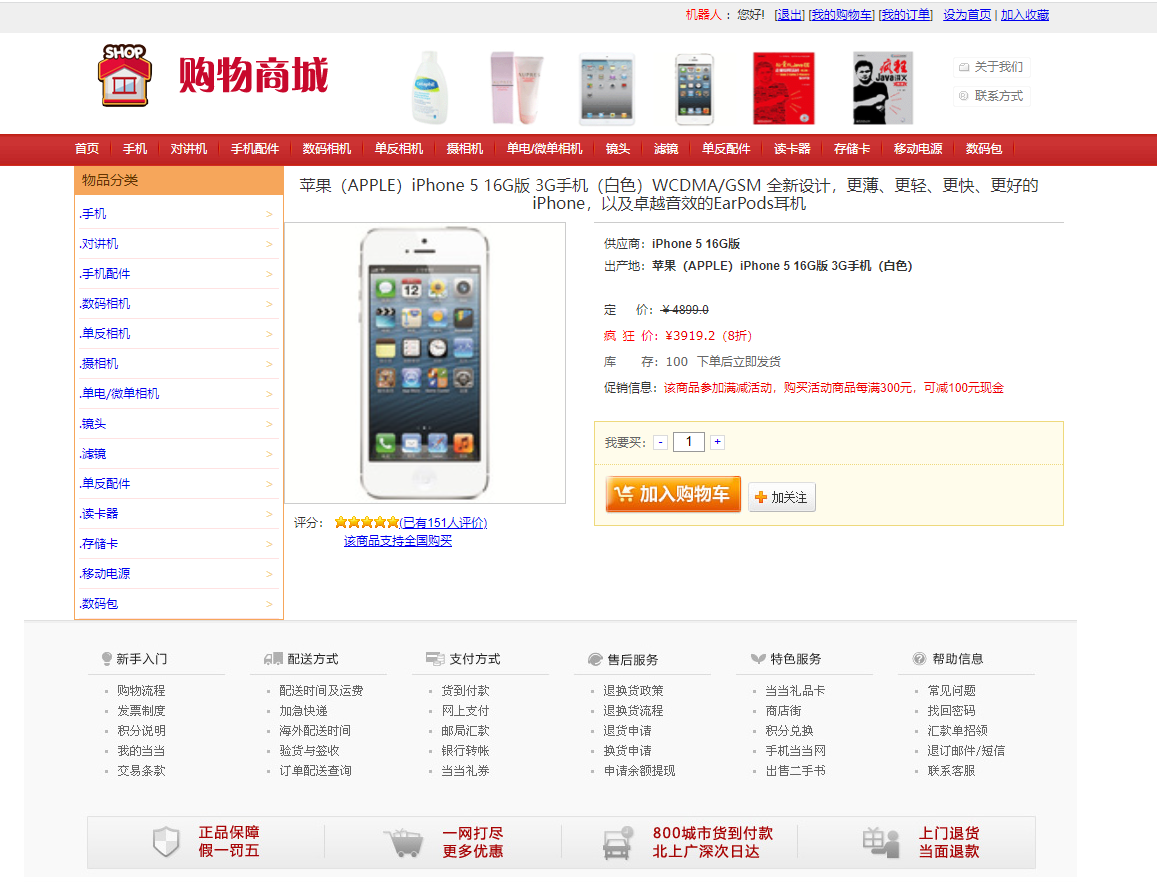 机器人 : 您好! [退出] [我的购物车] [我的订单] 设为首页 | 加入收藏
SHOP
购物商城
Cetaphil
疯狂
Java讲义
关于我们
联系方式
首页 手机 对讲机 手机配件 数码相机 单反相机 摄相机 单电/微单相机 镜头 滤镜 单反配件 读卡器 存储卡 移动电源 数码包
物品分类
.手机 >
.对讲机 >
.手机配件 >
.数码相机 >
.单反相机 >
.摄相机 >
.单电/微单相机 >
.镜头 >
.滤镜 >
.单反配件 >
.读卡器 >
.存储卡 >
.移动电源 >
.数码包 >
苹果（APPLE）iPhone 5 16G版 3G手机（白色）WCDMA/GSM 全新设计，更薄、更轻、更快、更好的
iPhone，以及卓越音效的EarPods耳机
12
评分： (已有151人评价)
该商品支持全国购买
供应商：iPhone 5 16G版
出产地：苹果（APPLE）iPhone 5 16G版 3G手机（白色）
定 价：￥4899.0
疯 狂 价：¥3919.2（8折）
库 存：100 下单后立即发货
促销信息：该商品参加满减活动，购买活动商品每满300元，可减100元现金
我要买： - 1 +
加入购物车
加关注
新手入门
购物流程
发票制度
积分说明
我的当当
交易条款
配送方式
配送时间及运费
加急快递
海外配送时间
验货与签收
订单配送查询
支付方式
货到付款
网上支付
邮局汇款
银行转帐
当当礼券
售后服务
退换货政策
退换货流程
退货申请
换货申请
申请余额提现
特色服务
当当礼品卡
商店街
积分兑换
手机当当网
出售二手书
帮助信息
常见问题
找回密码
汇款单招领
退订邮件/短信
联系客服
正品保障
假一罚五
一网打尽
更多优惠
800城市货到付款
北上广深次日达
上门退货
当面退款